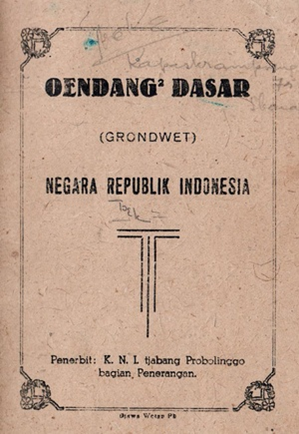 OENDANG² DASAR
(GRONDWET)
NEGARA REPUBLIK INDONESIA
Penerbit: K. N. I. tjabang Probolinggo
bagian Penerangan.